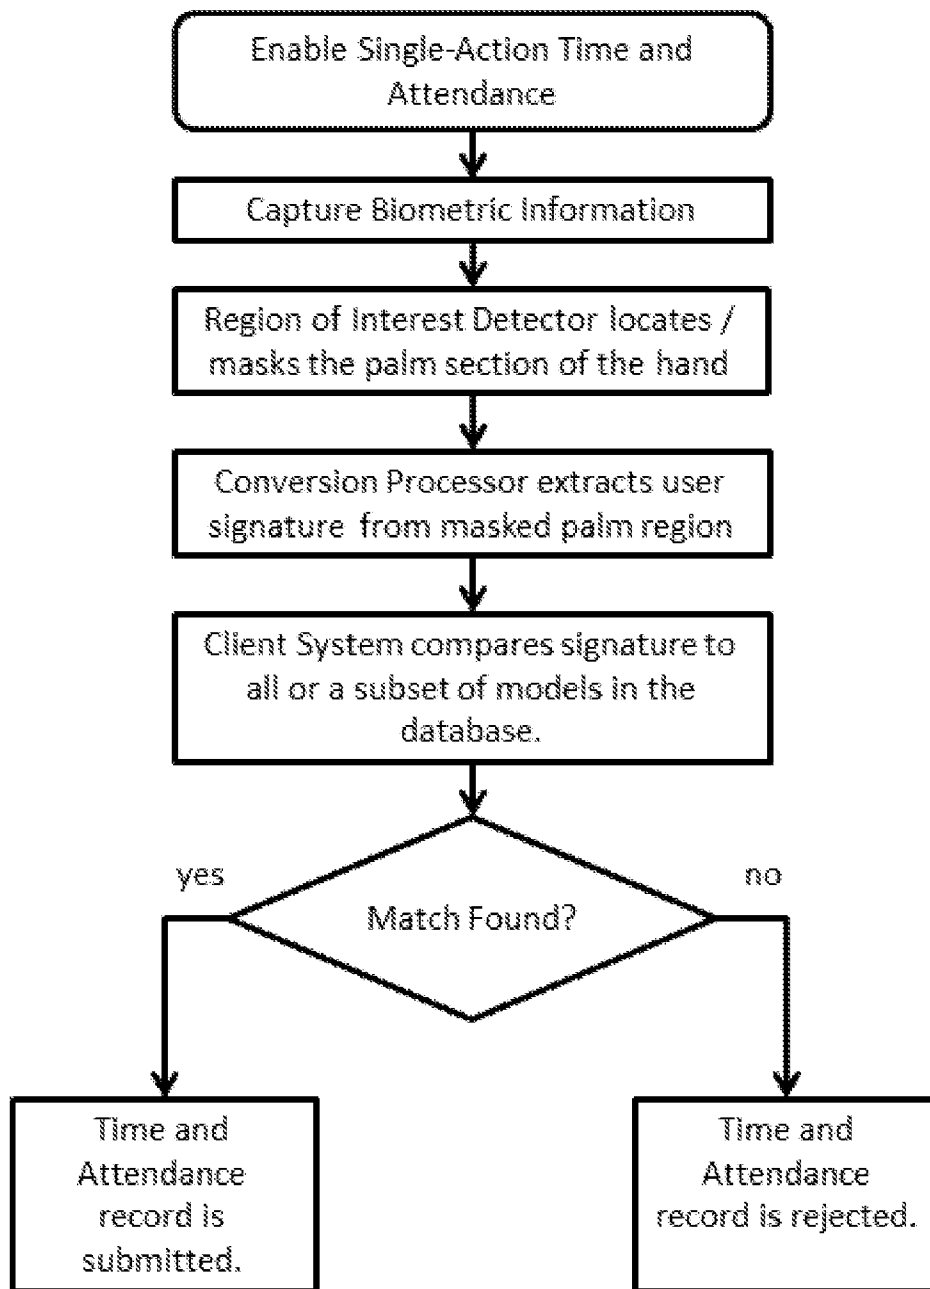 Enable Single-Action Time and
Attendance
Capture Biometric Information
Region of Interest Detector locates /
masks the palm section of the hand
Conversion Processor extracts user
signature from masked palm region
Client System compares signature to
all or a subset of models in the
database.
yes
no
Match Found?
Time and
Attendance
record is
submitted.
Time and
Attendance
record is rejected.